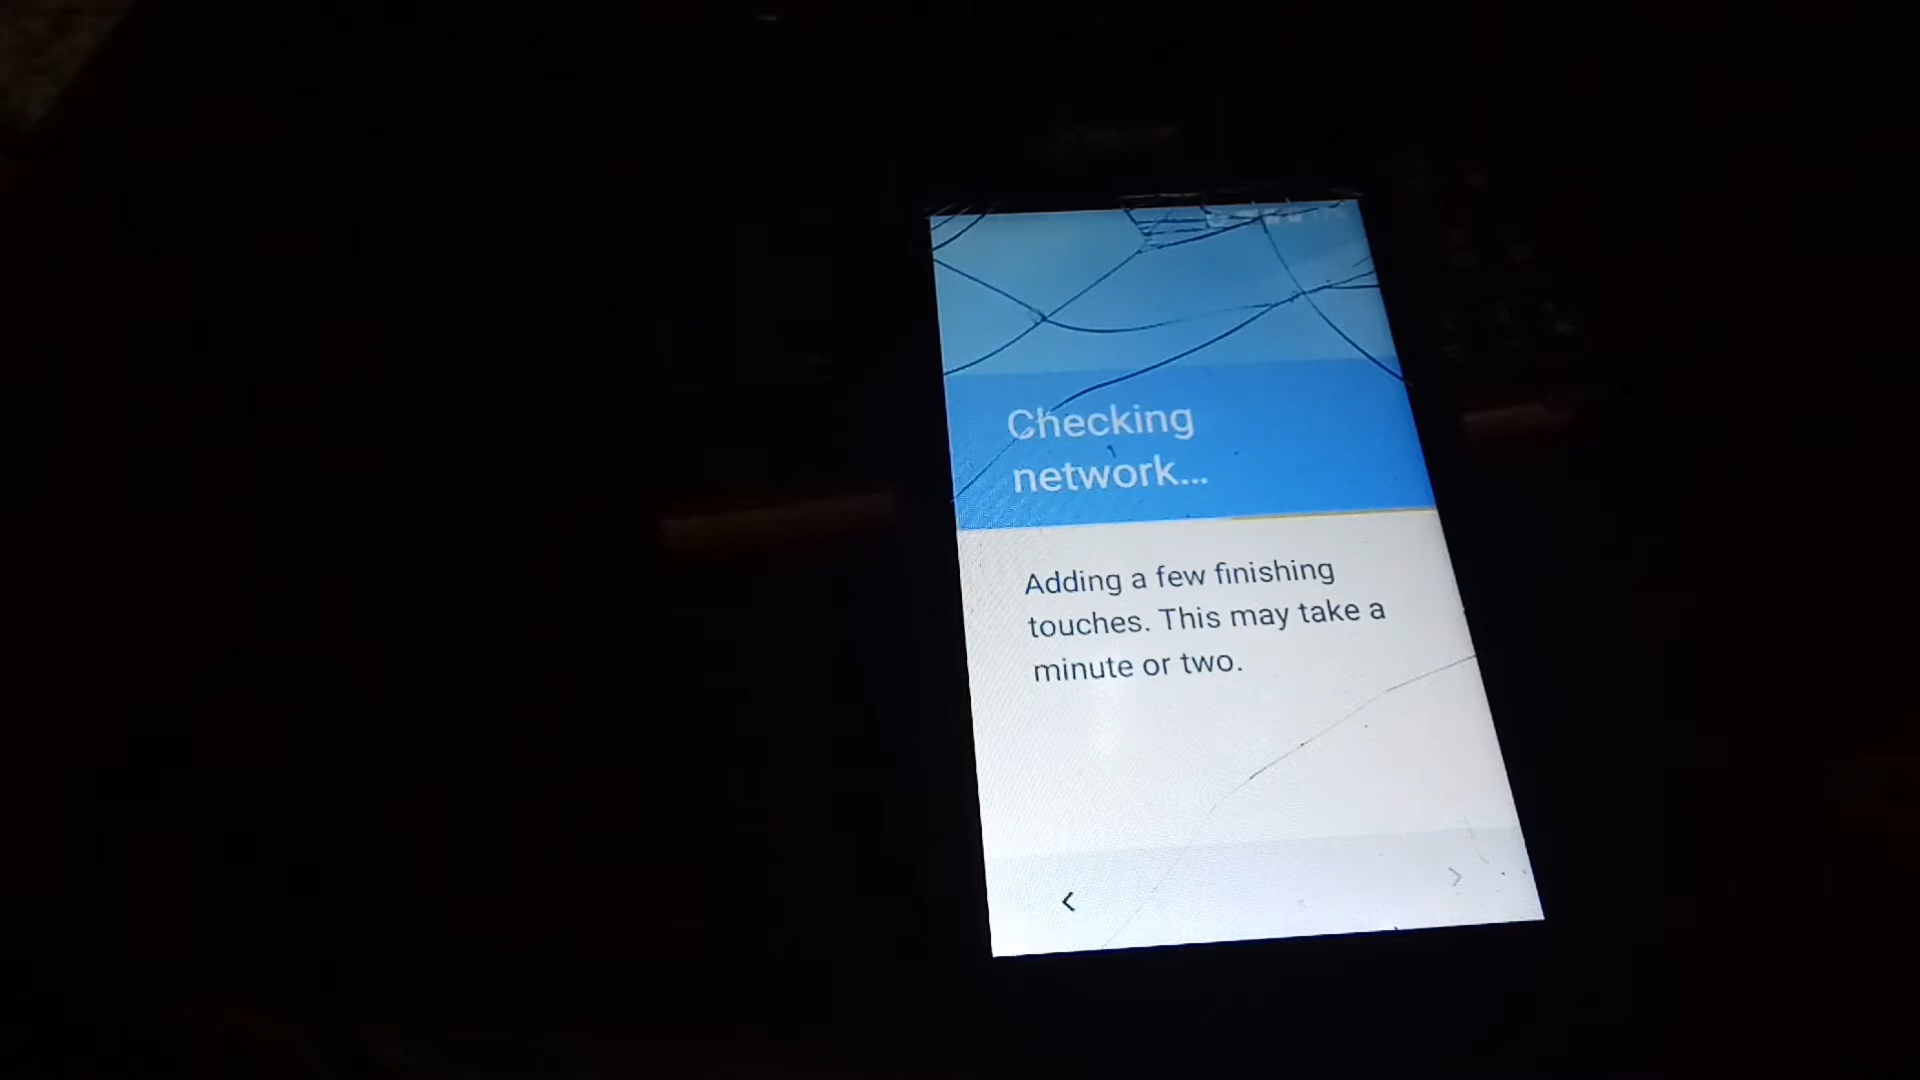 Checking
network...
Adding a few finishing
touches. This may take a
minute or two.